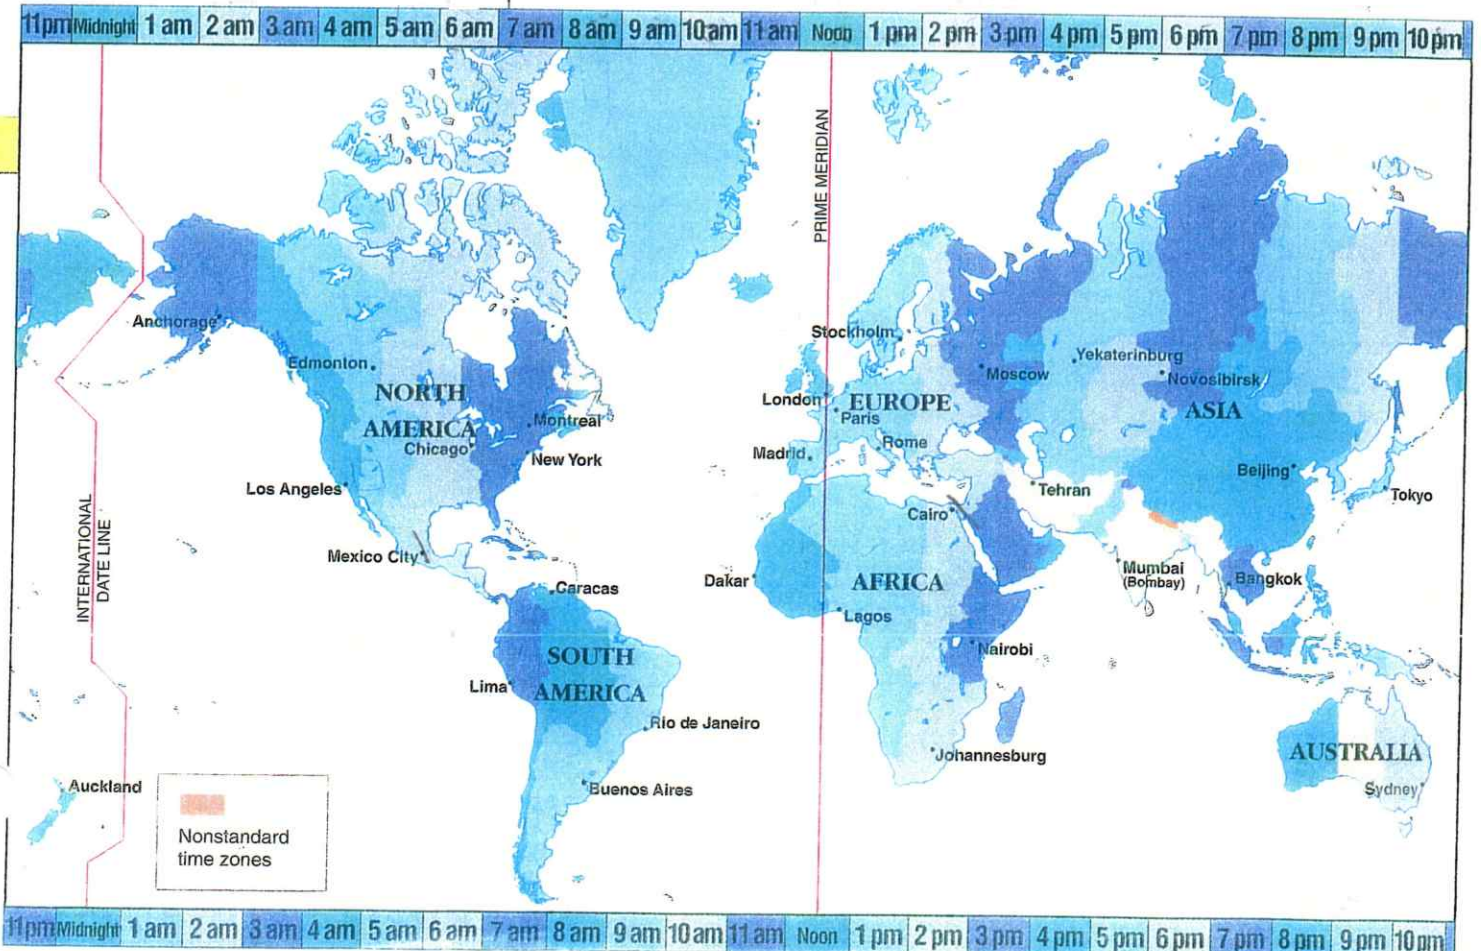 11pm Midnight 1 am 2 am 3 am 4 am 5 am 6 am 7 am 8 am 9 am 10am 11 am Noon 1 pm 2 pm 3 pm 4 pm 5 pm 6 pm 7 pm 8 pm 9 pm 10 pm
PRIME MERIDIAN
Anchorage
Stockholm
Edmonton
Yekaterinburg
Moscow
Novosibirsk
NORTH
AMERICA
London
EUROPE
Paris
ASIA
Montreal
Chicago
Rome
New York
Madrid
Beijing
Los Angeles
Tehran
Tokyo
Cairo
INTERNATIONAL
DATE LINE
Mexico City
Mumbai
(Bombay)
Caracas
Dakar
AFRICA
Bangkok
Lagos
Nairobi
SOUTH
AMERICA
Lima
Rio de Janeiro
Johannesburg
AUSTRALIA
Auckland
Buenos Aires
Sydney
Nonstandard
time zones
11pm Midnight 1 am 2 am 3 am 4 am 5 am 6 am 7 am 8 am 9 am 10 am 11 am Noon 1 pm 2 pm 3 pm 4 pm 5 pm 6 pm 7 pm 8 pm 9 pm 10 pm